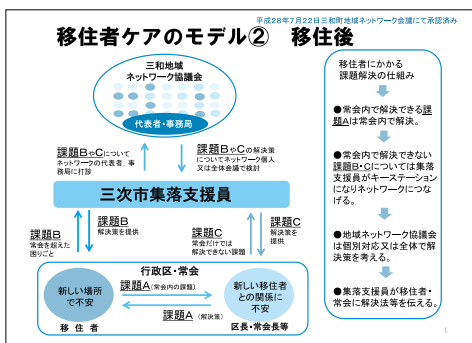 平成28年7月22日三和町地域ネットワーク会議にて承認済み
移住者ケアのモデル② 移住後
三和地域
ネットワーク協議会
代表者・事務局
課題BやCについて
ネットワークの代表者、事
務局に打診
課題BやCの解決策
についてネットワーク個人
又は全体会議で検討
三次市集落支援員
課題B
常会を超えた
困りごと
課題B
解決策を提供
課題C
常会だけでは
解決できない課題
課題C
解決策を
提供
行政区・常会
新しい場所
で不安
移住者
課題A(常会内の課題)
課題A (解決策)
新しい移住者
との関係に
不安
区長・常会長等
移住者にかかる
課題解決の仕組み
●常会内で解決できる課
題Aは常会内で解決。
●常会内で解決できない
課題B・Cについては集落
支援員がキーステーション
になりネットワークにつな
げる。
●地域ネットワーク協議会
は個別対応又は全体で解
決策を考える。
●集落支援員が移住者・
常会に解決法等を伝える。
1